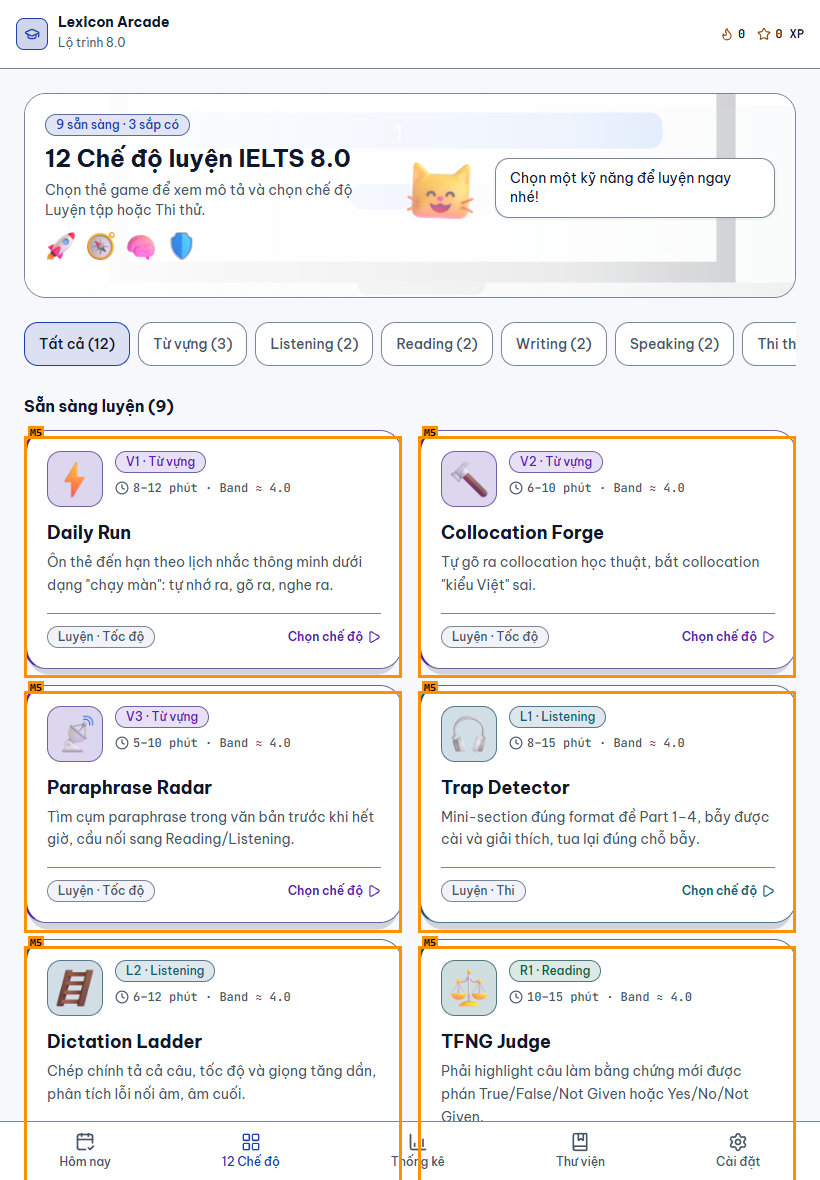 Lexicon Arcade
Lộ trình 8.0
0
0 XP
9 sẵn sàng · 3 sắp có
12 Chế độ luyện IELTS 8.0
Chọn thẻ game để xem mô tả và chọn chế độ
Luyện tập hoặc Thi thử.
Chọn một kỹ năng để luyện ngay
nhé!
Tất cả (12)
Từ vựng (3)
Listening (2)
Reading (2)
Writing (2)
Speaking (2)
Thi th
Sẵn sàng luyện (9)
M5
V1 · Từ vựng
8–12 phút · Band ≈ 4.0
Daily Run
Ôn thẻ đến hạn theo lịch nhắc thông minh dưới
dạng "chạy màn": tự nhớ ra, gõ ra, nghe ra.
Luyện · Tốc độ
Chọn chế độ
M5
V2 · Từ vựng
6–10 phút · Band ≈ 4.0
Collocation Forge
Tự gõ ra collocation học thuật, bắt collocation
"kiểu Việt" sai.
Luyện · Tốc độ
Chọn chế độ
M5
V3 · Từ vựng
5–10 phút · Band ≈ 4.0
Paraphrase Radar
Tìm cụm paraphrase trong văn bản trước khi hết
giờ, cầu nối sang Reading/Listening.
Luyện · Tốc độ
Chọn chế độ
M5
L1 · Listening
8–15 phút · Band ≈ 4.0
Trap Detector
Mini-section đúng format đề Part 1–4, bẫy được
cài và giải thích, tua lại đúng chỗ bẫy.
Luyện · Thi
Chọn chế độ
M5
L2 · Listening
6–12 phút · Band ≈ 4.0
Dictation Ladder
Chép chính tả cả câu, tốc độ và giọng tăng dần,
phân tích lỗi nối âm, âm cuối.
M5
R1 · Reading
10–15 phút · Band ≈ 4.0
TFNG Judge
Phải highlight câu làm bằng chứng mới được
phán True/False/Not Given hoặc Yes/No/Not
Given.
Hôm nay
12 Chế độ
Thống kê
Thư viện
Cài đặt